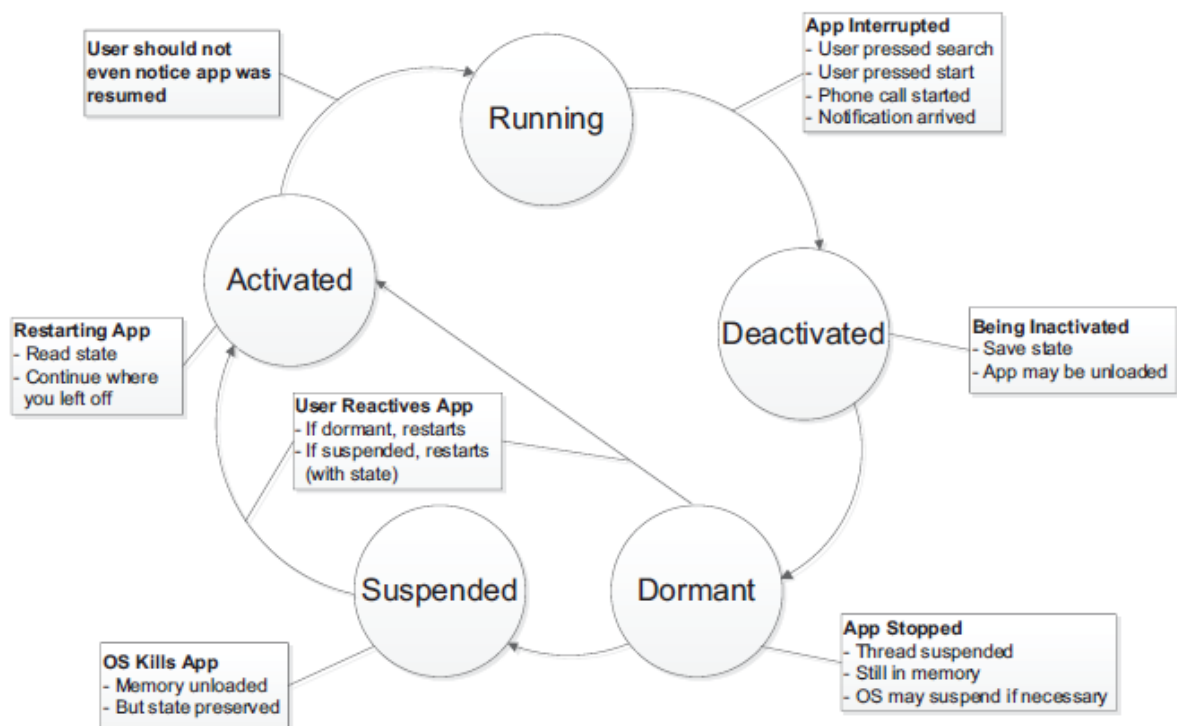 User should not
even notice app was
resumed
App Interrupted
- User pressed search
- User pressed start
- Phone call started
- Notification arrived
Running
Activated
Deactivated
Restarting App
- Read state
- Continue where
you left off
Being Inactivated
- Save state
- App may be unloaded
User Reactives App
- If dormant, restarts
- If suspended, restarts
(with state)
Suspended
Dormant
OS Kills App
- Memory unloaded
- But state preserved
App Stopped
- Thread suspended
- Still in memory
- OS may suspend if necessary